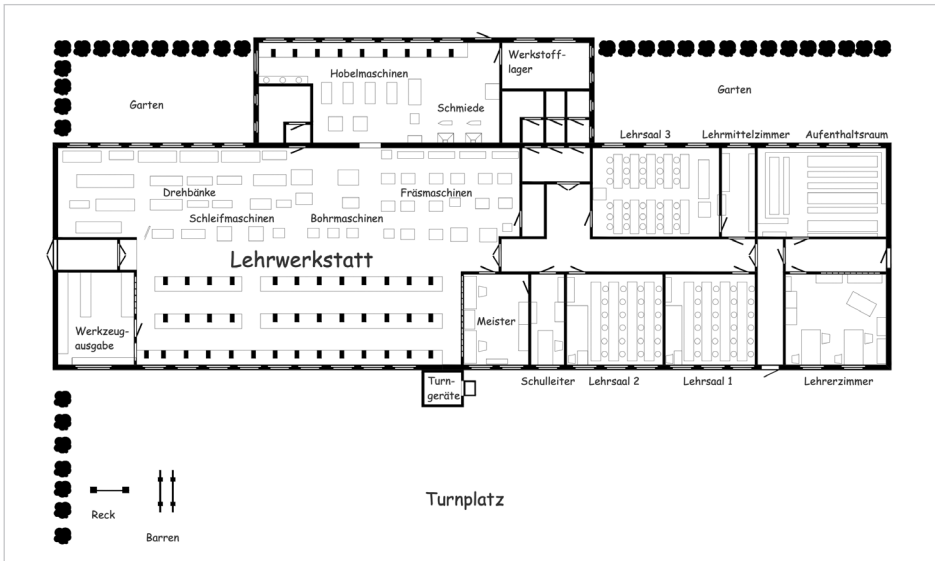 Werkstoff-
lager
Hobelmaschinen
Garten
Garten
Schmiede
Lehrsaal 3
Lehrmittelzimmer
Aufenthaltsraum
Drehbänke
Fräsmaschinen
Schleifmaschinen
Bohrmaschinen
Lehrwerkstatt
Werkzeug-
ausgabe
Meister
Turn-
geräte
Schulleiter
Lehrsaal 2
Lehrsaal 1
Lehrerzimmer
Turnplatz
Reck
Barren